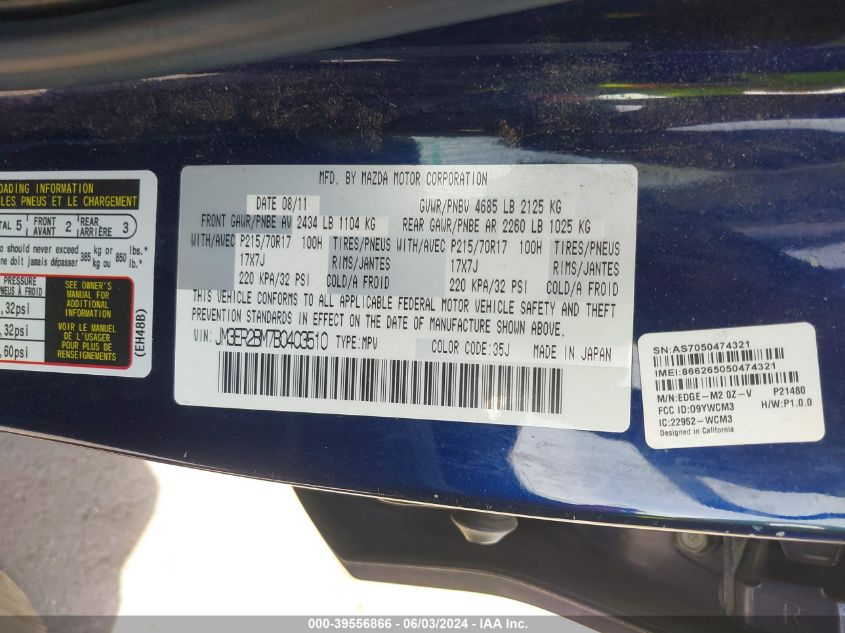 OADING INFORMATION
LES PNEUS ET LE CHARGEMENT
TAL 5 FRONT AVANT 2 REAR ARRIÈRE 3
o should never exceed 385 kg or 850 lbs.*
ne doit jamais dépasser kg ou lb.*
PRESSURE
PNEUS À FROID
, 32psi
, 32psi
, 60psi
SEE OWNER'S
MANUAL FOR
ADDITIONAL
INFORMATION
VOIR LE MANUEL
DE L'USAGER
POUR PLUS DE
RENSEIGNEMENTS
(EH48B)
MFD. BY MAZDA MOTOR CORPORATION
DATE 08/11 GVWR/PNBV 4685 LB 2125 KG
FRONT GAWR/PNBE AV 2434 LB 1104 KG REAR GAWR/PNBE AR 2260 LB 1025 KG
WITH/AVEC P215/70R17 100H TIRES/PNEUS WITH/AVEC P215/70R17 100H TIRES/PNEUS
17X7J RIMS/JANTES 17X7J RIMS/JANTES
220 KPA/32 PSI COLD/A FROID 220 KPA/32 PSI COLD/A FROID
THIS VEHICLE CONFORMS TO ALL APPLICABLE FEDERAL MOTOR VEHICLE SAFETY AND THEFT
PREVENTION STANDARDS IN EFFECT ON THE DATE OF MANUFACTURE SHOWN ABOVE.
VIN: JM3ER2BM7B0403510 TYPE:MPV COLOR CODE:35J MADE IN JAPAN
SN:AS7050474321
IMEI:866265050474321
M/N:EDGE-M2 0Z-V P21480
FCC ID:O9YWCM3 H/W:P1.0.0
IC:22952-WCM3
Designed in California
000-39556866 - 06/03/2024 - IAA Inc.